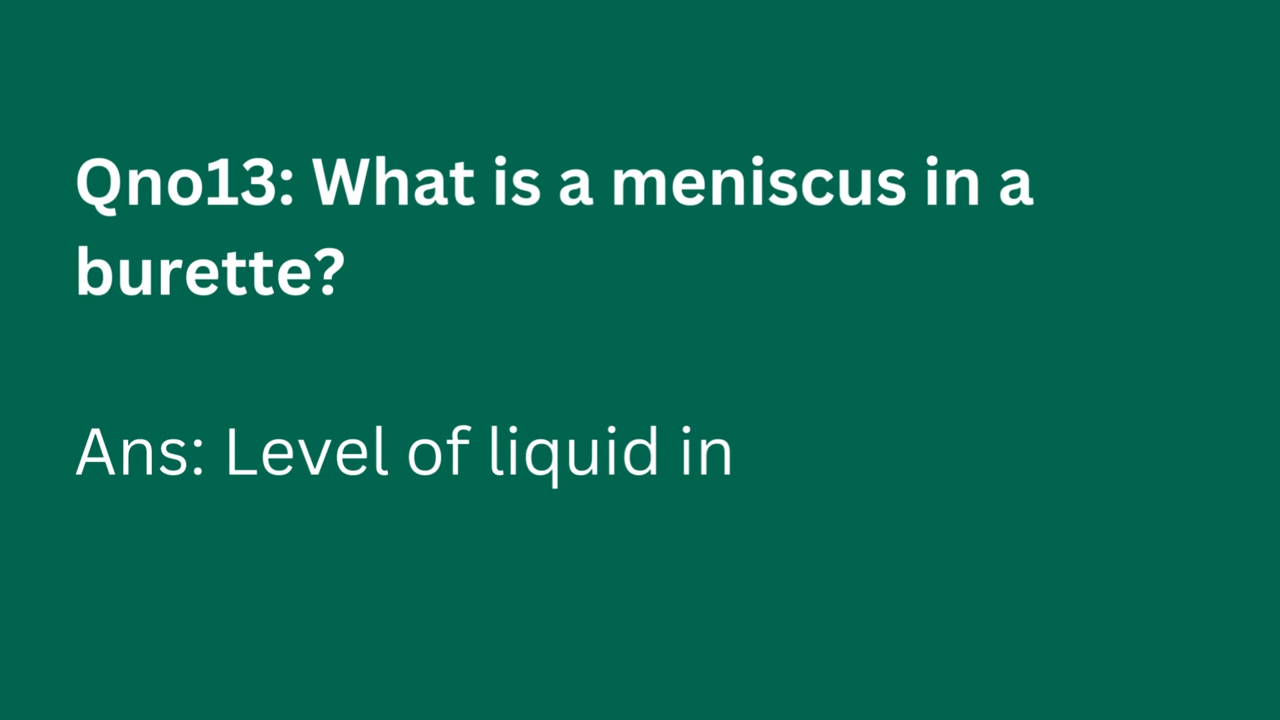 Qno13: What is a meniscus in a
burette?
Ans: Level of liquid in